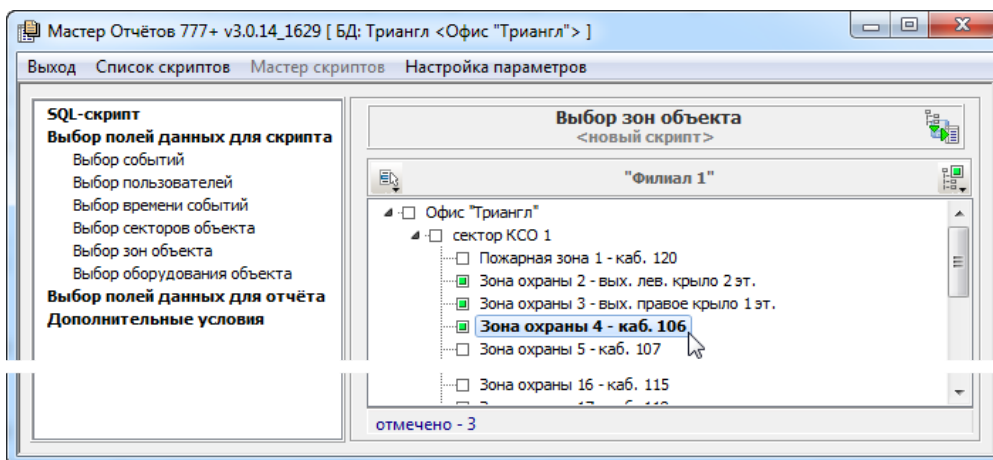 Мастер Отчётов 777+ v3.0.14_1629 [ БД: Триангл <Офис "Триангл"> ]
Выход Список скриптов Мастер скриптов Настройка параметров
SQL-скрипт
Выбор полей данных для скрипта
Выбор событий
Выбор пользователей
Выбор времени событий
Выбор секторов объекта
Выбор зон объекта
Выбор оборудования объекта
Выбор полей данных для отчёта
Дополнительные условия
Выбор зон объекта
<новый скрипт>
"Филиал 1"
Офис "Триангл"
сектор КСО 1
Пожарная зона 1 - каб. 120
Зона охраны 2 - вых. лев. крыло 2 эт.
Зона охраны 3 - вых. правое крыло 1 эт.
Зона охраны 4 - каб. 106
Зона охраны 5 - каб. 107
Зона охраны 16 - каб. 115
отмечено - 3